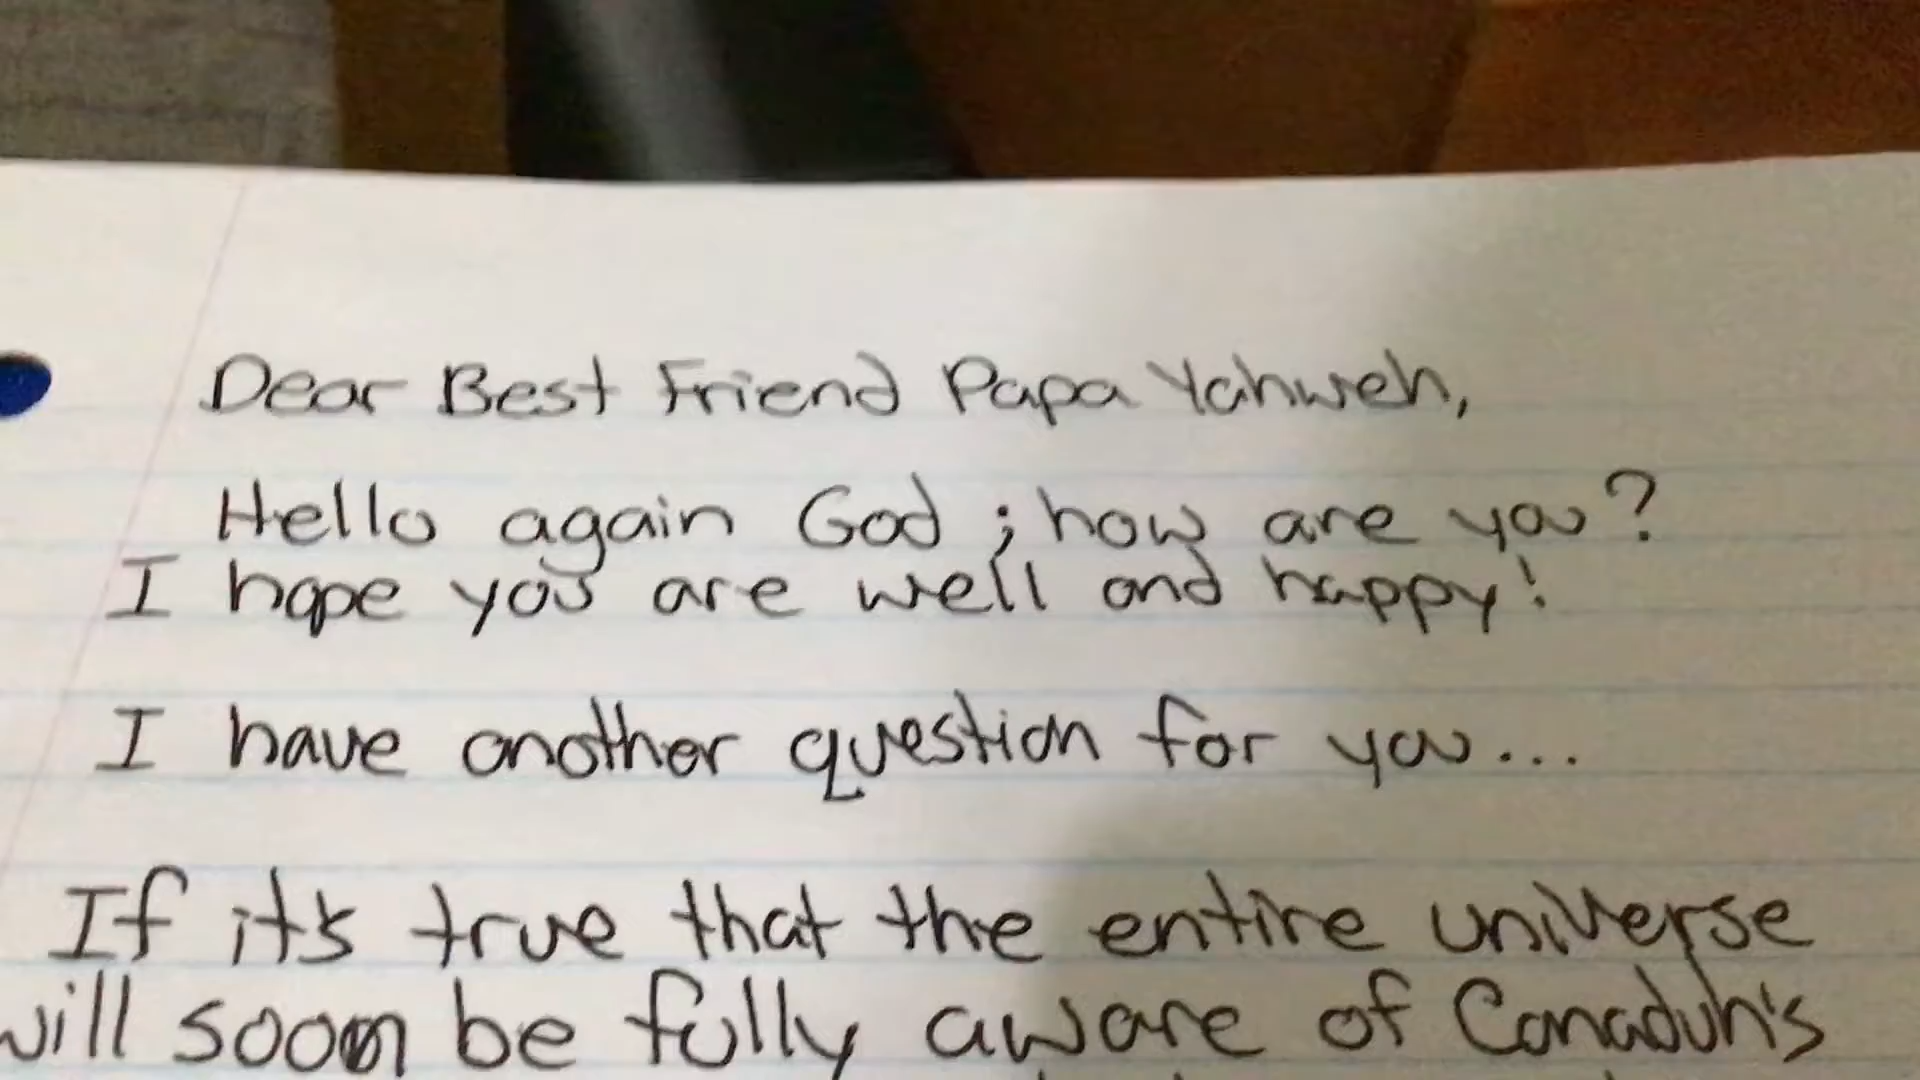 Dear Best Friend Papa Yahweh,
Hello again God ; how are you?
I hope you are well and happy!
I have another question for you...
If it's true that the entire universe
will soon be fully aware of Canaduh's